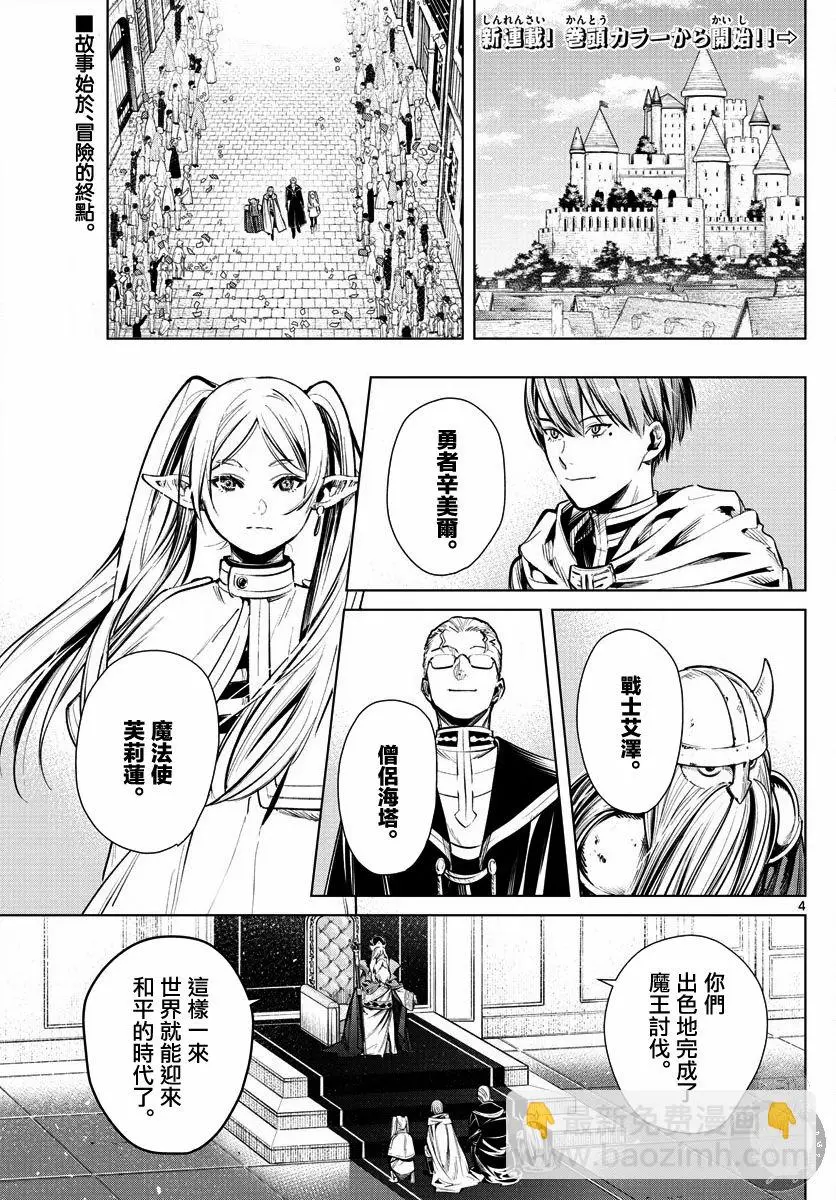 新連載! 巻頭カラーから開始!!→
しんれんさい かんとう かいし
■故事始於、冒險的終點。
勇者辛美爾。
魔法使
芙莉蓮。
戰士艾澤。
僧侶海塔。
4
你們
出色地完成了
魔王討伐。
這樣一來
世界就能迎來
和平的時代了。
最新免費漫画
www.baozimh.com